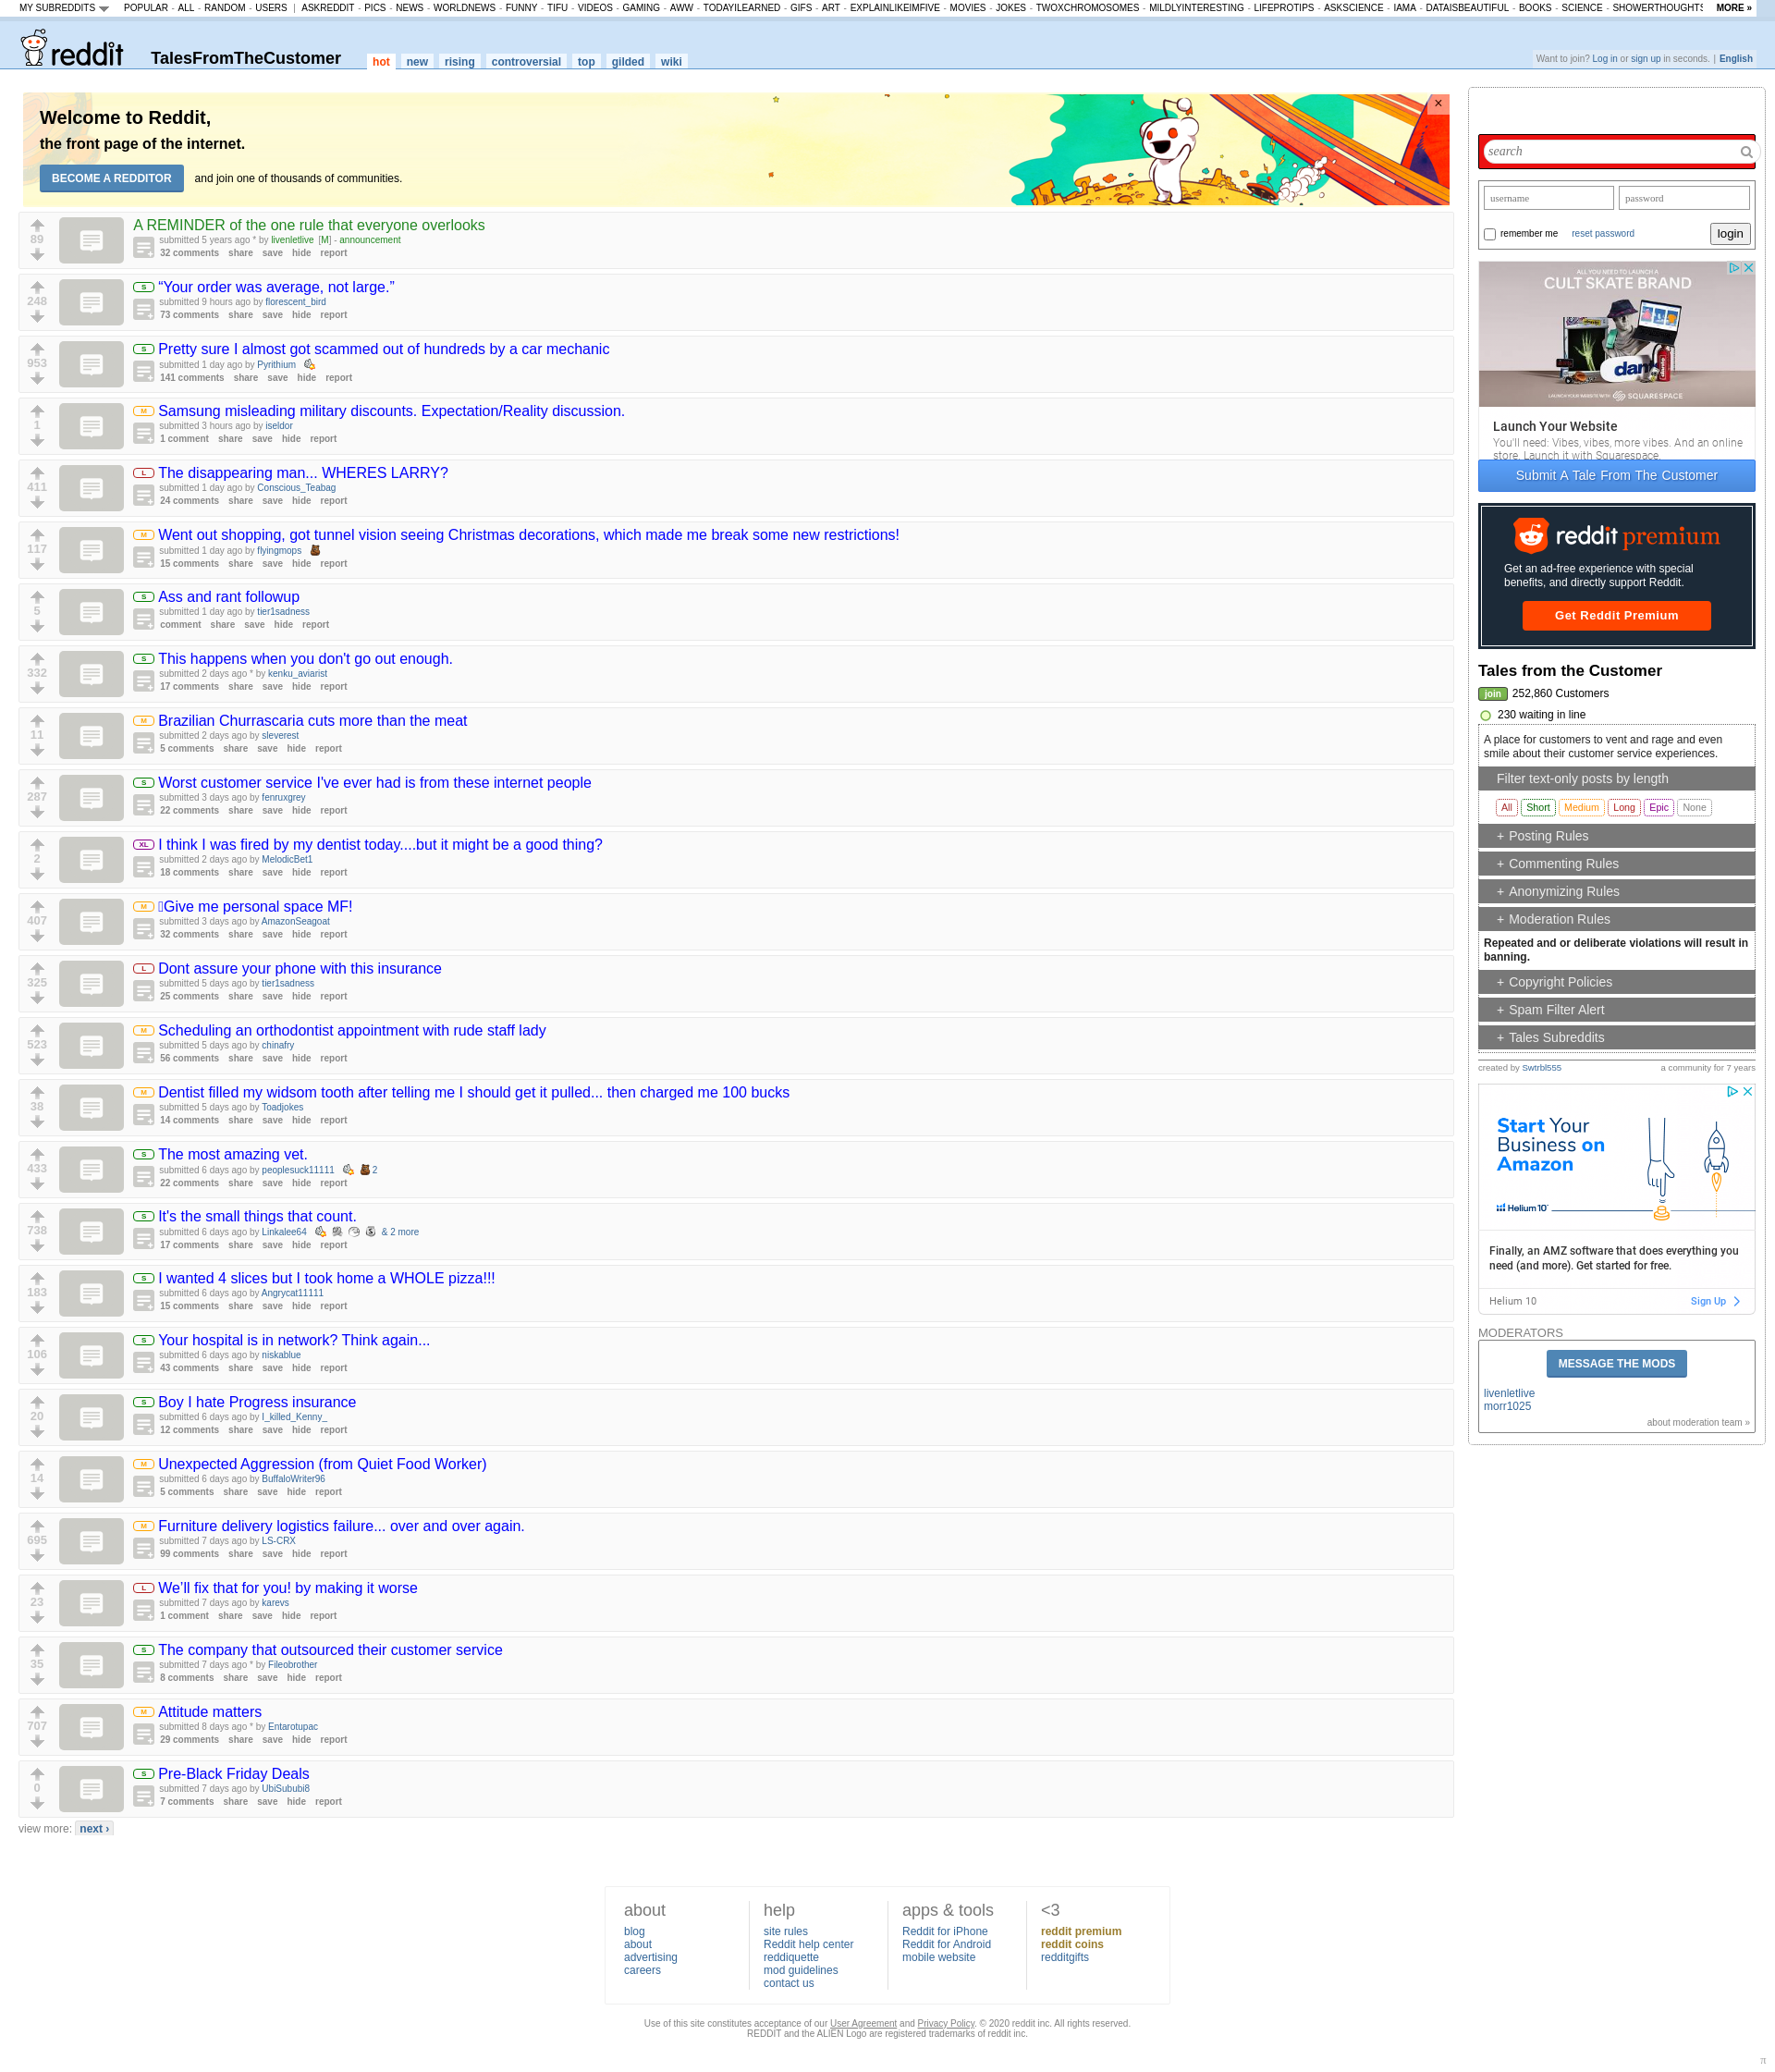 MY SUBREDDITS POPULAR - ALL - RANDOM - USERS | ASKREDDIT - PICS - NEWS - WORLDNEWS - FUNNY - TIFU - VIDEOS - GAMING - AWW - TODAYILEARNED - GIFS - ART - EXPLAINLIKEIMFIVE - MOVIES - JOKES - TWOXCHROMOSOMES - MILDLYINTERESTING - LIFEPROTIPS - ASKSCIENCE - IAMA - DATAISBEAUTIFUL - BOOKS - SCIENCE - SHOWERTHOUGHTS MORE »
reddit TalesFromTheCustomer hot new rising controversial top gilded wiki
Want to join? Log in or sign up in seconds. | English
Welcome to Reddit,
the front page of the internet.
BECOME A REDDITOR and join one of thousands of communities.
×
A REMINDER of the one rule that everyone overlooks
89 submitted 5 years ago * by livenletlive [M] - announcement
32 comments share save hide report
S “Your order was average, not large.”
248 submitted 9 hours ago by florescent_bird
73 comments share save hide report
S Pretty sure I almost got scammed out of hundreds by a car mechanic
953 submitted 1 day ago by Pyrithium
141 comments share save hide report
M Samsung misleading military discounts. Expectation/Reality discussion.
1 submitted 3 hours ago by iseldor
1 comment share save hide report
L The disappearing man... WHERES LARRY?
411 submitted 1 day ago by Conscious_Teabag
24 comments share save hide report
M Went out shopping, got tunnel vision seeing Christmas decorations, which made me break some new restrictions!
117 submitted 1 day ago by flyingmops
15 comments share save hide report
S Ass and rant followup
5 submitted 1 day ago by tier1sadness
comment share save hide report
S This happens when you don't go out enough.
332 submitted 2 days ago * by kenku_aviarist
17 comments share save hide report
M Brazilian Churrascaria cuts more than the meat
11 submitted 2 days ago by sleverest
5 comments share save hide report
S Worst customer service I've ever had is from these internet people
287 submitted 3 days ago by fenruxgrey
22 comments share save hide report
XL I think I was fired by my dentist today....but it might be a good thing?
2 submitted 2 days ago by MelodicBet1
18 comments share save hide report
M Give me personal space MF!
407 submitted 3 days ago by AmazonSeagoat
32 comments share save hide report
L Dont assure your phone with this insurance
325 submitted 5 days ago by tier1sadness
25 comments share save hide report
M Scheduling an orthodontist appointment with rude staff lady
523 submitted 5 days ago by chinafry
56 comments share save hide report
M Dentist filled my widsom tooth after telling me I should get it pulled... then charged me 100 bucks
38 submitted 5 days ago by Toadjokes
14 comments share save hide report
S The most amazing vet.
433 submitted 6 days ago by peoplesuck11111 2
22 comments share save hide report
S It's the small things that count.
738 submitted 6 days ago by Linkalee64 & 2 more
17 comments share save hide report
S I wanted 4 slices but I took home a WHOLE pizza!!!
183 submitted 6 days ago by Angrycat11111
15 comments share save hide report
S Your hospital is in network? Think again...
106 submitted 6 days ago by niskablue
43 comments share save hide report
S Boy I hate Progress insurance
20 submitted 6 days ago by I_killed_Kenny_
12 comments share save hide report
M Unexpected Aggression (from Quiet Food Worker)
14 submitted 6 days ago by BuffaloWriter96
5 comments share save hide report
M Furniture delivery logistics failure... over and over again.
695 submitted 7 days ago by LS-CRX
99 comments share save hide report
L We’ll fix that for you! by making it worse
23 submitted 7 days ago by karevs
1 comment share save hide report
S The company that outsourced their customer service
35 submitted 7 days ago * by Fileobrother
8 comments share save hide report
M Attitude matters
707 submitted 8 days ago * by Entarotupac
29 comments share save hide report
S Pre-Black Friday Deals
0 submitted 7 days ago by UbiSububi8
7 comments share save hide report
view more: next ›
search
username password
remember me reset password login
ALL YOU NEED TO LAUNCH A
CULT SKATE BRAND
dam
LAUNCH YOUR WEBSITE WITH SQUARESPACE
Launch Your Website
You'll need: Vibes, vibes, more vibes. And an online
store. Launch it with Squarespace.
Submit A Tale From The Customer
reddit premium
Get an ad-free experience with special
benefits, and directly support Reddit.
Get Reddit Premium
Tales from the Customer
join 252,860 Customers
230 waiting in line
A place for customers to vent and rage and even
smile about their customer service experiences.
Filter text-only posts by length
All Short Medium Long Epic None
+ Posting Rules
+ Commenting Rules
+ Anonymizing Rules
+ Moderation Rules
Repeated and or deliberate violations will result in
banning.
+ Copyright Policies
+ Spam Filter Alert
+ Tales Subreddits
created by Swtrbl555 a community for 7 years
Start Your
Business on
Amazon
Helium 10
Finally, an AMZ software that does everything you
need (and more). Get started for free.
Helium 10 Sign Up
MODERATORS
MESSAGE THE MODS
livenletlive
morr1025
about moderation team »
about
blog
about
advertising
careers
help
site rules
Reddit help center
reddiquette
mod guidelines
contact us
apps & tools
Reddit for iPhone
Reddit for Android
mobile website
<3
reddit premium
reddit coins
redditgifts
Use of this site constitutes acceptance of our User Agreement and Privacy Policy. © 2020 reddit inc. All rights reserved.
REDDIT and the ALIEN Logo are registered trademarks of reddit inc.
π